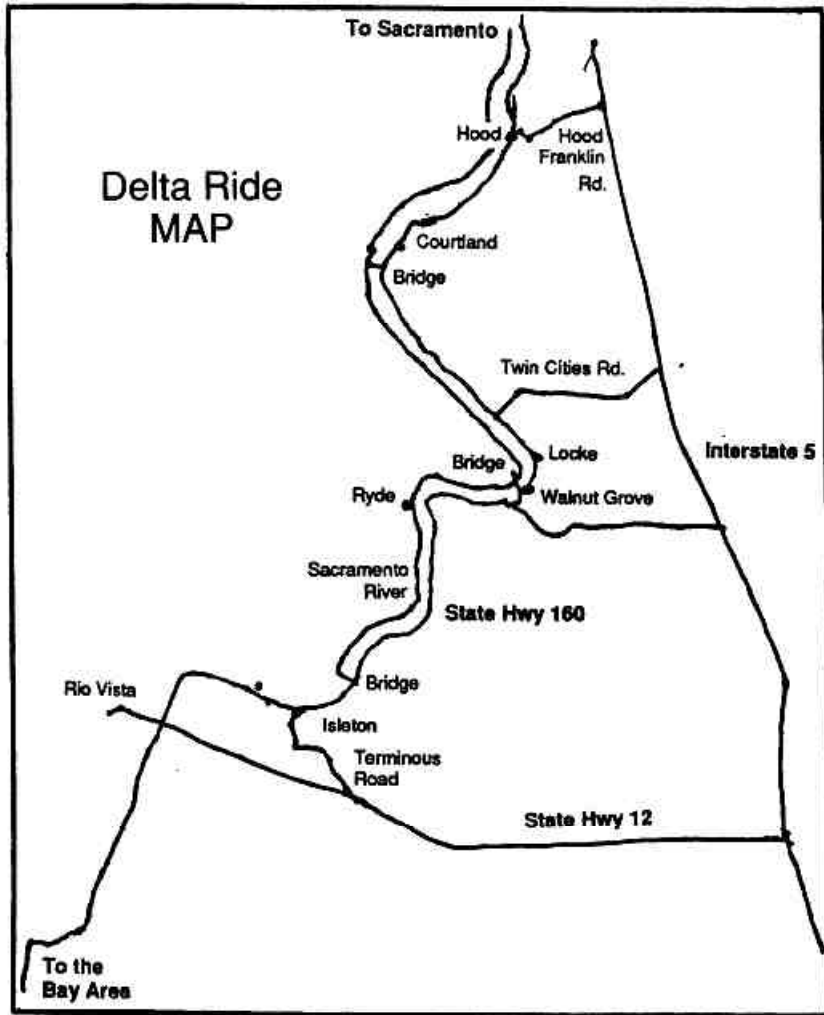 To Sacramento
Hood
Hood
Franklin
Rd.
Delta Ride
MAP
Courtland
Bridge
Twin Cities Rd.
Locke
Bridge
Interstate 5
Walnut Grove
Ryde
Sacramento
River
State Hwy 160
Bridge
Rio Vista
Isleton
Terminous
Road
State Hwy 12
To the
Bay Area